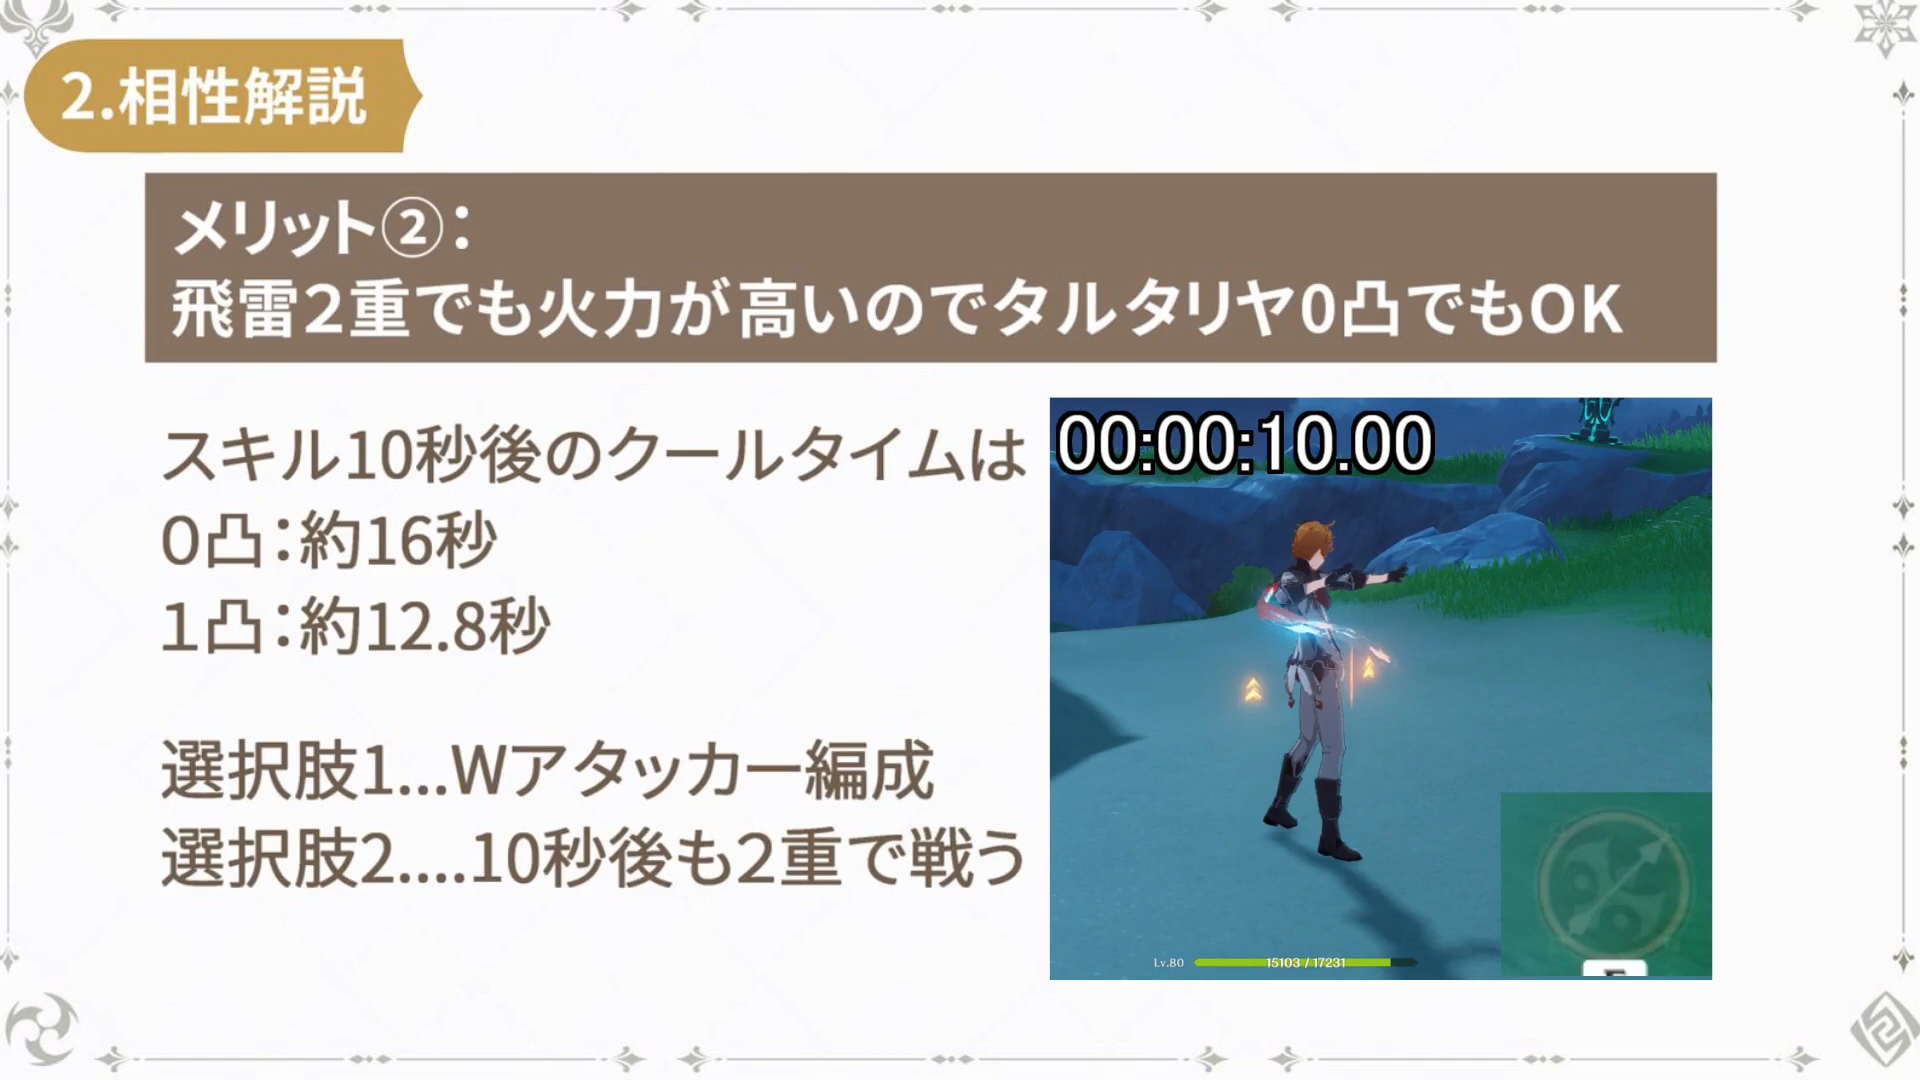 2.相性解説
メリット②：
飛雷２重でも火力が高いのでタルタリヤ0凸でもOK
スキル10秒後のクールタイムは
０凸：約16秒
１凸：約12.8秒
選択肢1...Wアタッカー編成
選択肢2....10秒後も２重で戦う
00:00:10.00
Lv.80 15103 / 17231